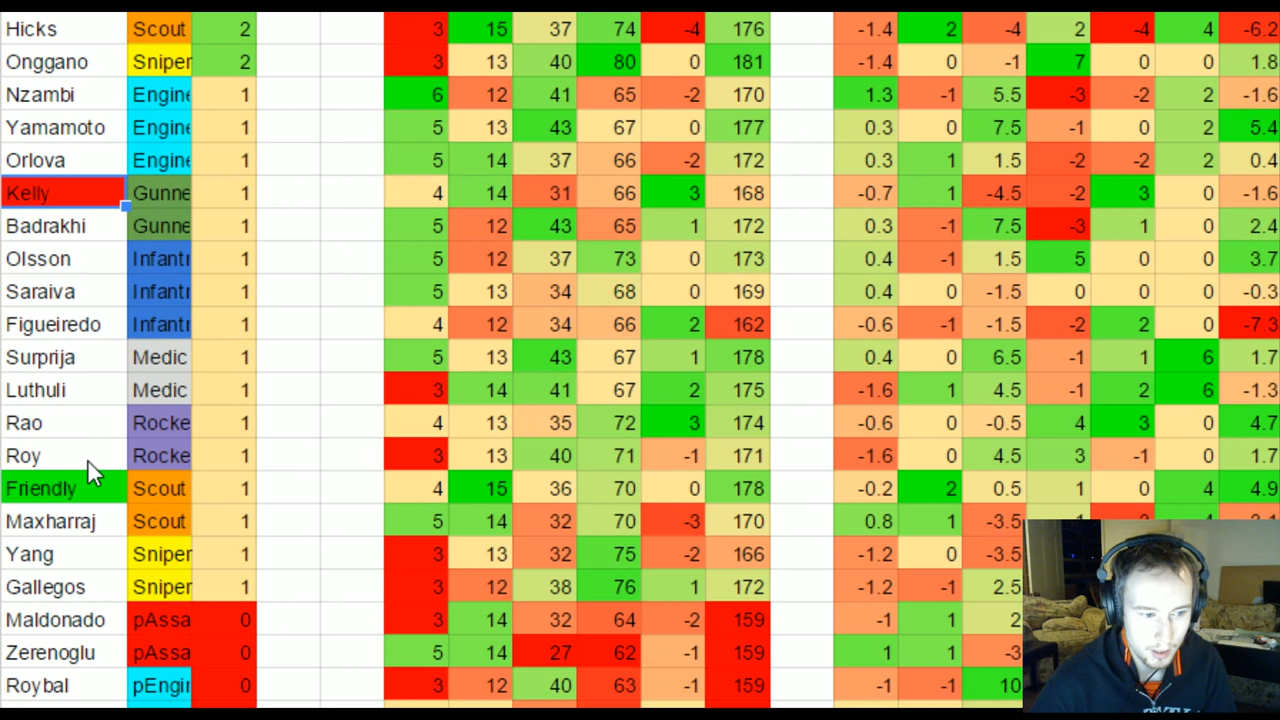 Hicks Scout 2 3 15 37 74 -4 176 -1.4 2 -4 2 -4 4 -6.2
Onggano Sniper 2 3 13 40 80 0 181 -1.4 0 -1 7 0 0 1.8
Nzambi Engine 1 6 12 41 65 -2 170 1.3 -1 5.5 -3 -2 2 -1.6
Yamamoto Engine 1 5 13 43 67 0 177 0.3 0 7.5 -1 0 2 5.4
Orlova Engine 1 5 14 37 66 -2 172 0.3 1 1.5 -2 -2 2 0.4
Kelly Gunne 1 4 14 31 66 3 168 -0.7 1 -4.5 -2 3 0 -1.6
Badrakhi Gunne 1 5 12 43 65 1 172 0.3 -1 7.5 -3 1 0 2.4
Olsson Infantr 1 5 12 37 73 0 173 0.4 -1 1.5 5 0 0 3.7
Saraiva Infantr 1 5 13 34 68 0 169 0.4 0 -1.5 0 0 0 -0.3
Figueiredo Infantr 1 4 12 34 66 2 162 -0.6 -1 -1.5 -2 2 0 -7.3
Surprija Medic 1 5 13 43 67 1 178 0.4 0 6.5 -1 1 6 1.7
Luthuli Medic 1 3 14 41 67 2 175 -1.6 1 4.5 -1 2 6 -1.3
Rao Rocke 1 4 13 35 72 3 174 -0.6 0 -0.5 4 3 0 4.7
Roy Rocke 1 3 13 40 71 -1 171 -1.6 0 4.5 3 -1 0 1.7
Friendly Scout 1 4 15 36 70 0 178 -0.2 2 0.5 1 0 4 4.9
Maxharraj Scout 1 5 14 32 70 -3 170 0.8 1 -3.5
Yang Sniper 1 3 13 32 75 -2 166 -1.2 0 -3.5
Gallegos Sniper 1 3 12 38 76 1 172 -1.2 -1 2.5
Maldonado pAssa 0 3 14 32 64 -2 159 -1 1 2
Zerenoglu pAssa 0 5 14 27 62 -1 159 1 1 -3
Roybal pEngin 0 3 12 40 63 -1 159 -1 -1 10